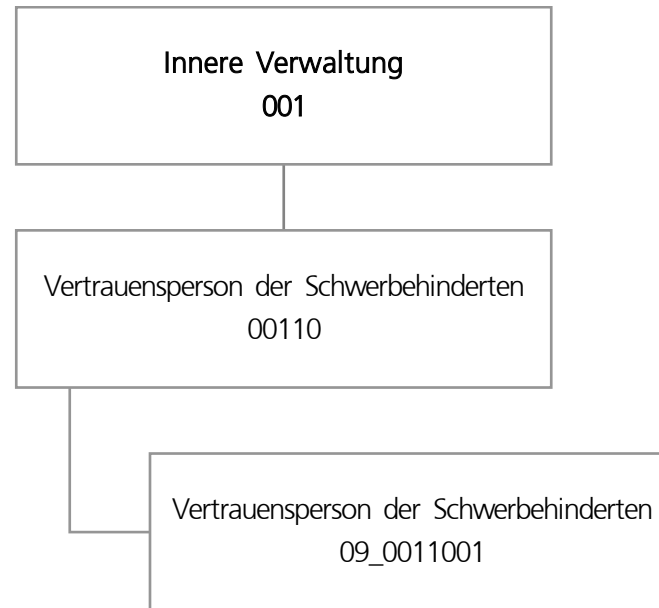 Innere Verwaltung
001
Vertrauensperson der Schwerbehinderten
00110
Vertrauensperson der Schwerbehinderten
09_0011001